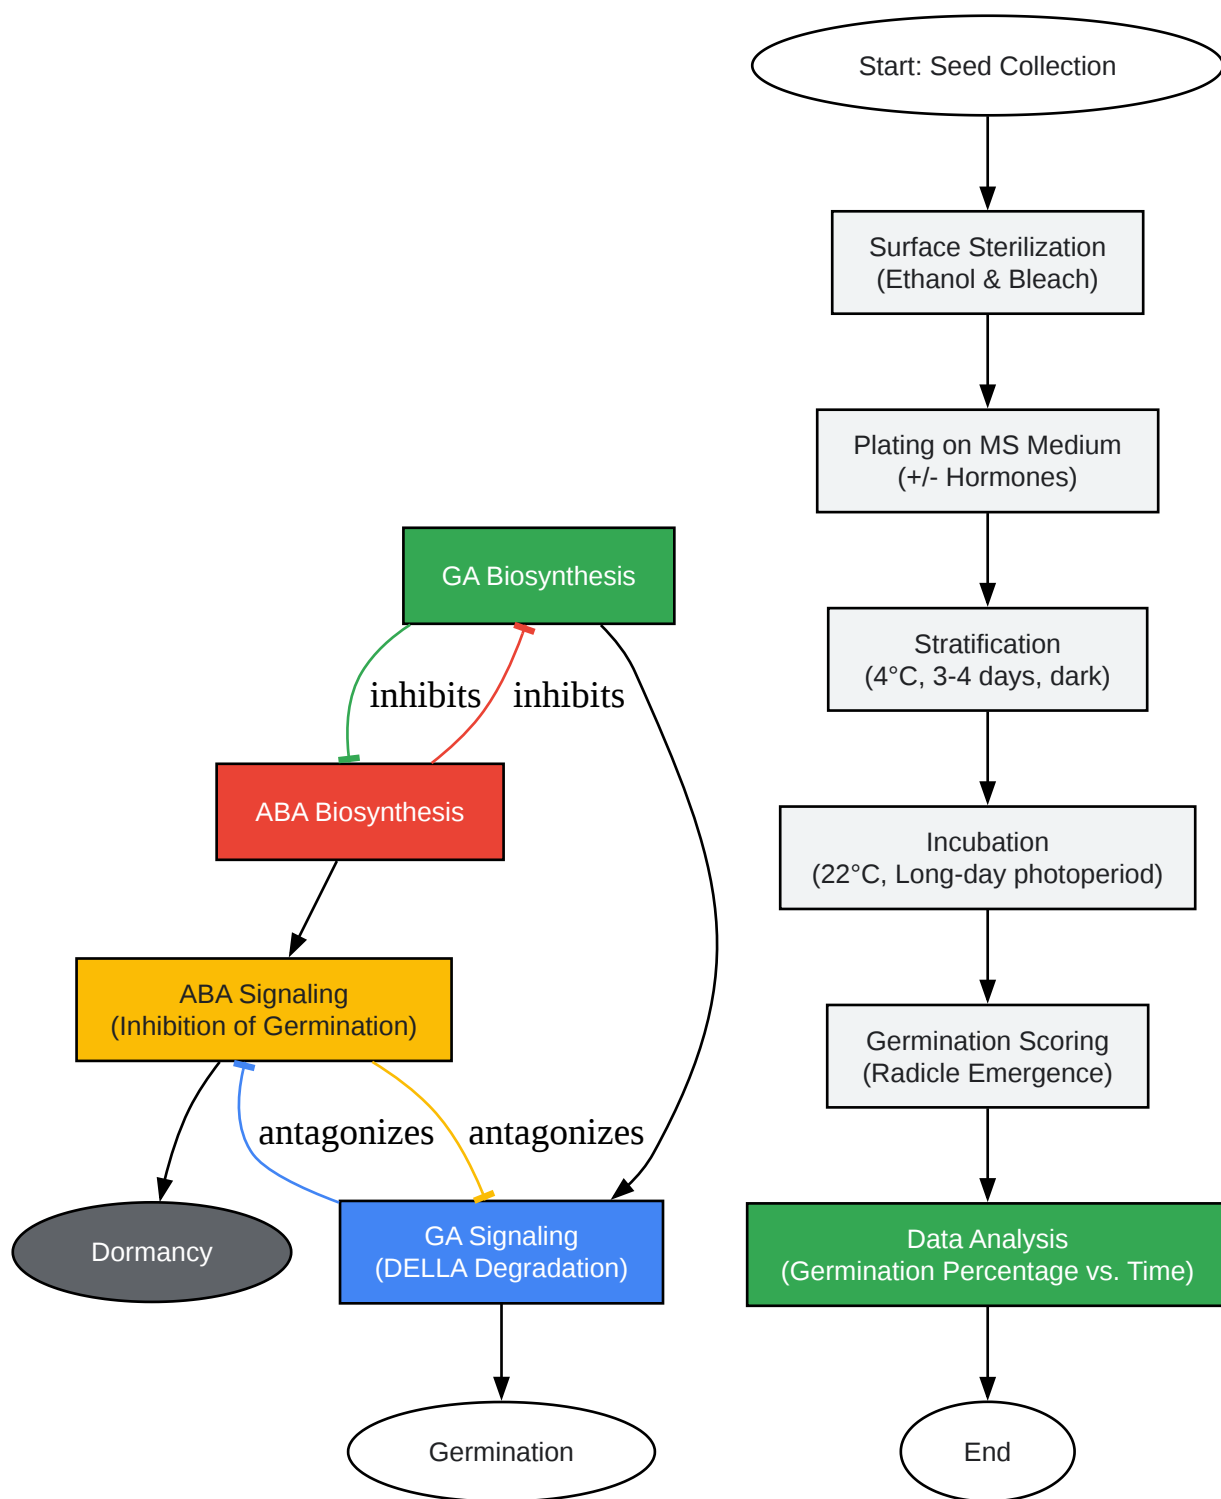 Start: Seed Collection
Surface Sterilization
(Ethanol & Bleach)
Plating on MS Medium
(+/- Hormones)
GA Biosynthesis
Stratification
(4°C, 3-4 days, dark)
inhibits
inhibits
ABA Biosynthesis
Incubation
(22°C, Long-day photoperiod)
ABA Signaling
(Inhibition of Germination)
Germination Scoring
(Radicle Emergence)
antagonizes
antagonizes
Dormancy
GA Signaling
(DELLA Degradation)
Data Analysis
(Germination Percentage vs. Time)
Germination
End